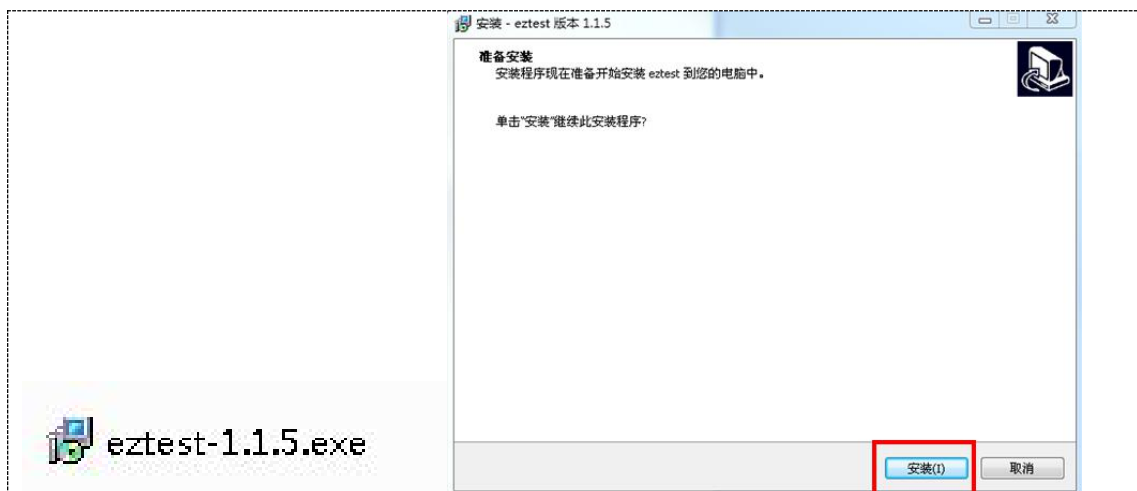 安装 - eztest 版本 1.1.5
准备安装
安装程序现在准备开始安装 eztest 到您的电脑中。
单击"安装"继续此安装程序?
eztest-1.1.5.exe
安装(I)
取消